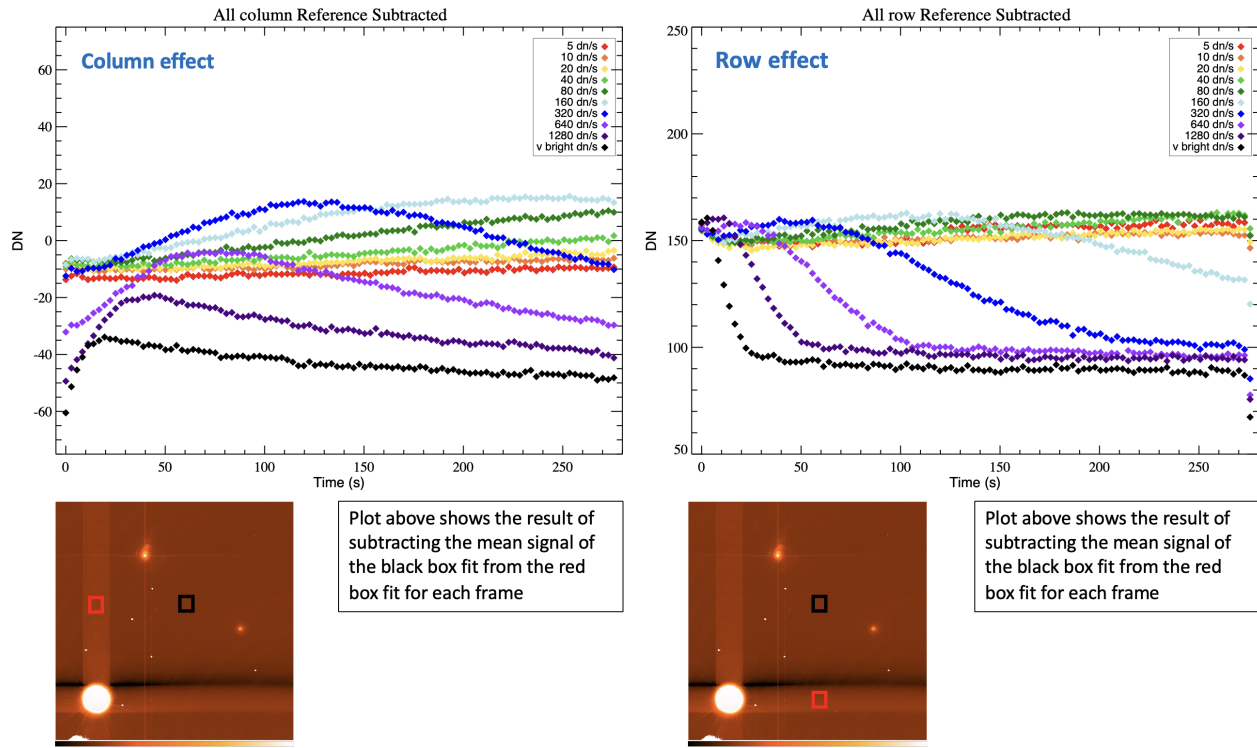 All column Reference Subtracted
Column effect
5 dn/s
10 dn/s
20 dn/s
40 dn/s
80 dn/s
160 dn/s
320 dn/s
640 dn/s
1280 dn/s
v bright dn/s
60
40
20
0
-20
-40
-60
DN
0 50 100 150 200 250
Time (s)
Plot above shows the result of
subtracting the mean signal of
the black box fit from the red
box fit for each frame
All row Reference Subtracted
Row effect
5 dn/s
10 dn/s
20 dn/s
40 dn/s
80 dn/s
160 dn/s
320 dn/s
640 dn/s
1280 dn/s
v bright dn/s
250
200
150
100
50
DN
0 50 100 150 200 250
Time (s)
Plot above shows the result of
subtracting the mean signal of
the black box fit from the red
box fit for each frame